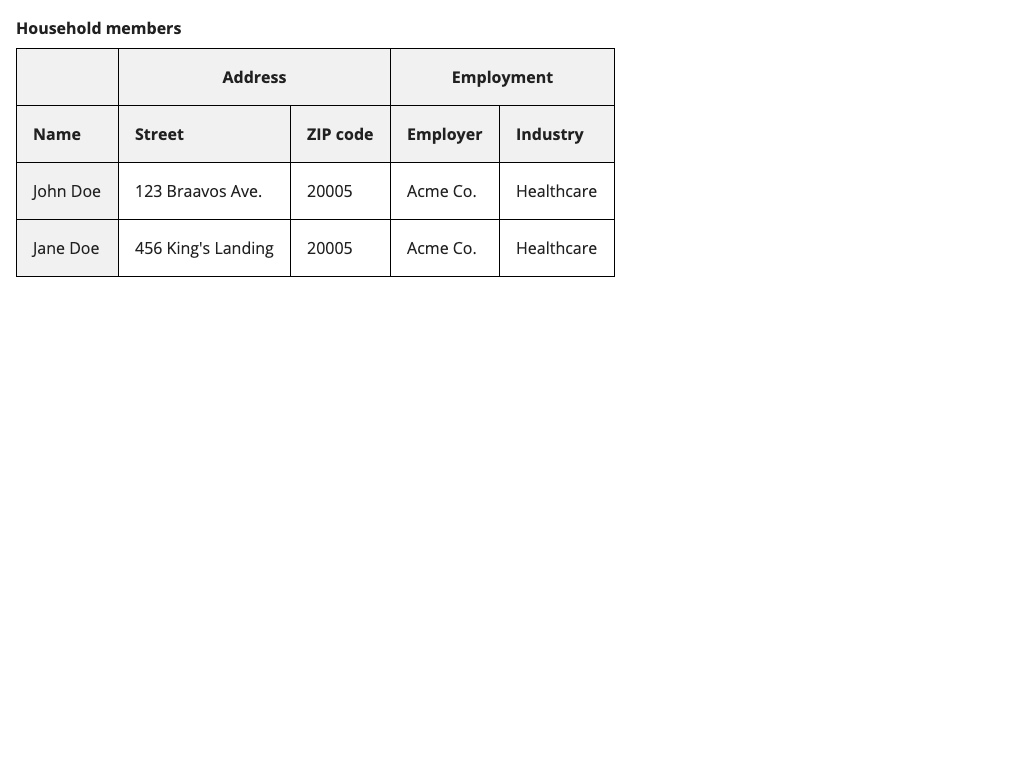 Household members
Address Employment
Name Street ZIP code Employer Industry
John Doe 123 Braavos Ave. 20005 Acme Co. Healthcare
Jane Doe 456 King's Landing 20005 Acme Co. Healthcare